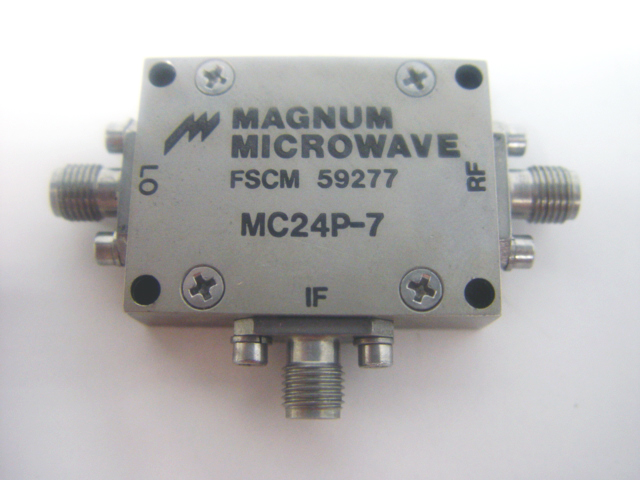 MAGNUM
MICROWAVE
FSCM 59277
LO
RF
MC24P-7
IF